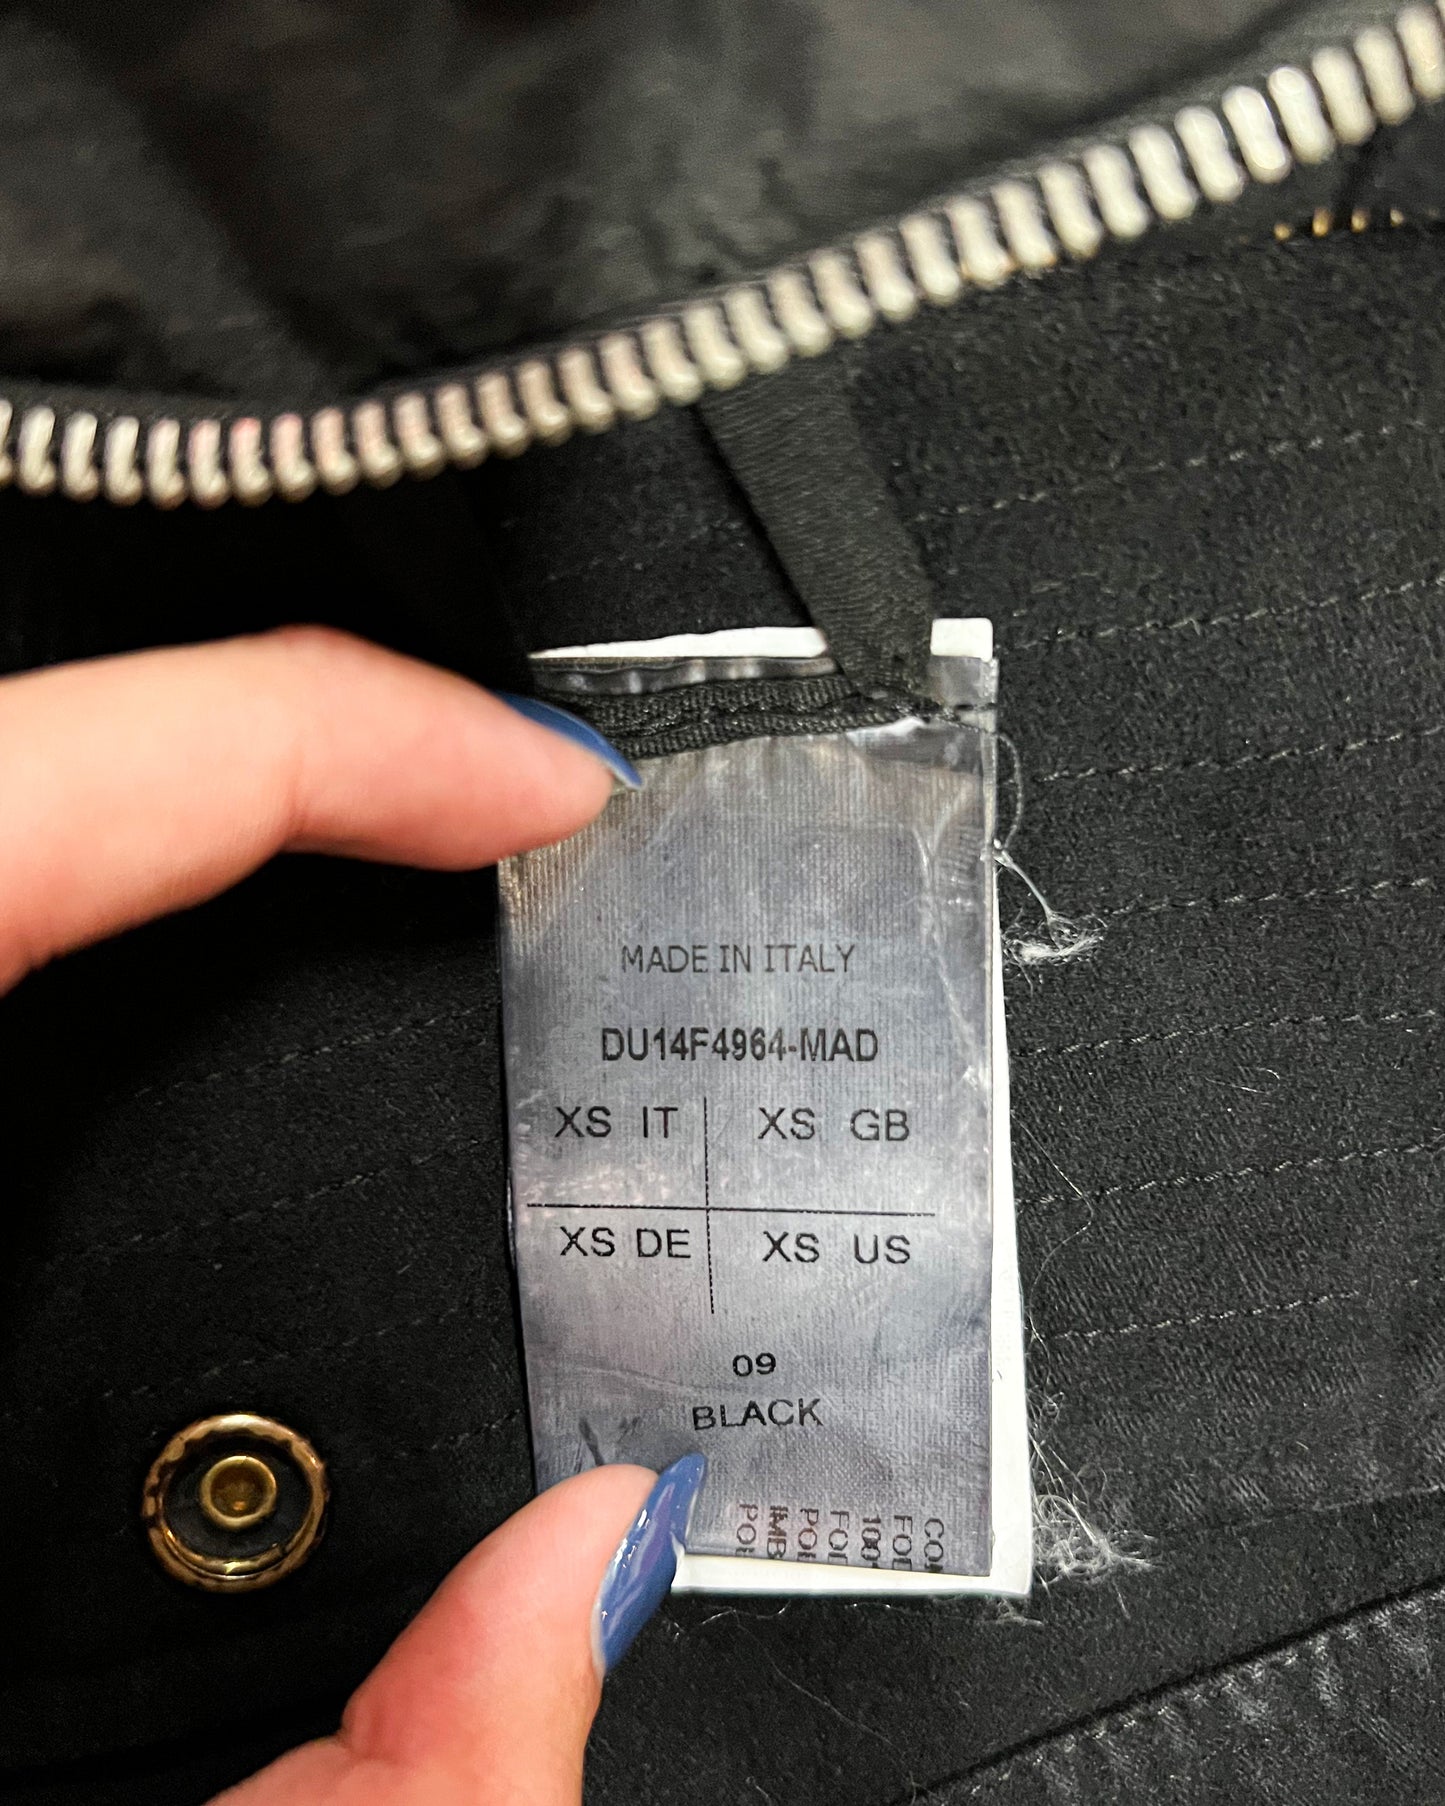 MADE IN ITALY
DU14F4964-MAD
XS IT XS GB
XS DE XS US
09
BLACK